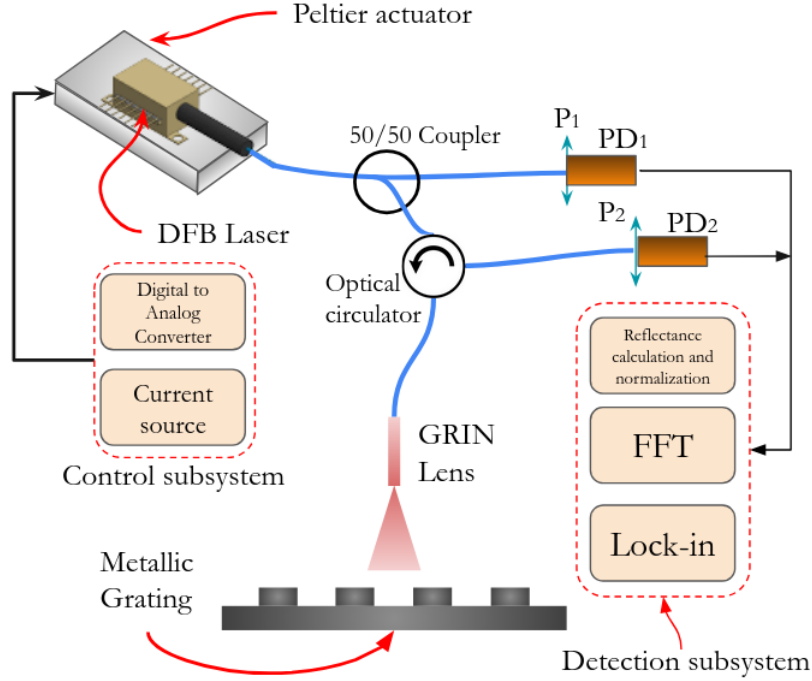 Peltier actuator
50/50 Coupler
P1
PD1
DFB Laser
P2
PD2
Optical
circulator
Digital to
Analog
Converter
Current
source
Control subsystem
Reflectance
calculation and
normalization
FFT
Lock-in
GRIN
Lens
Metallic
Grating
Detection subsystem